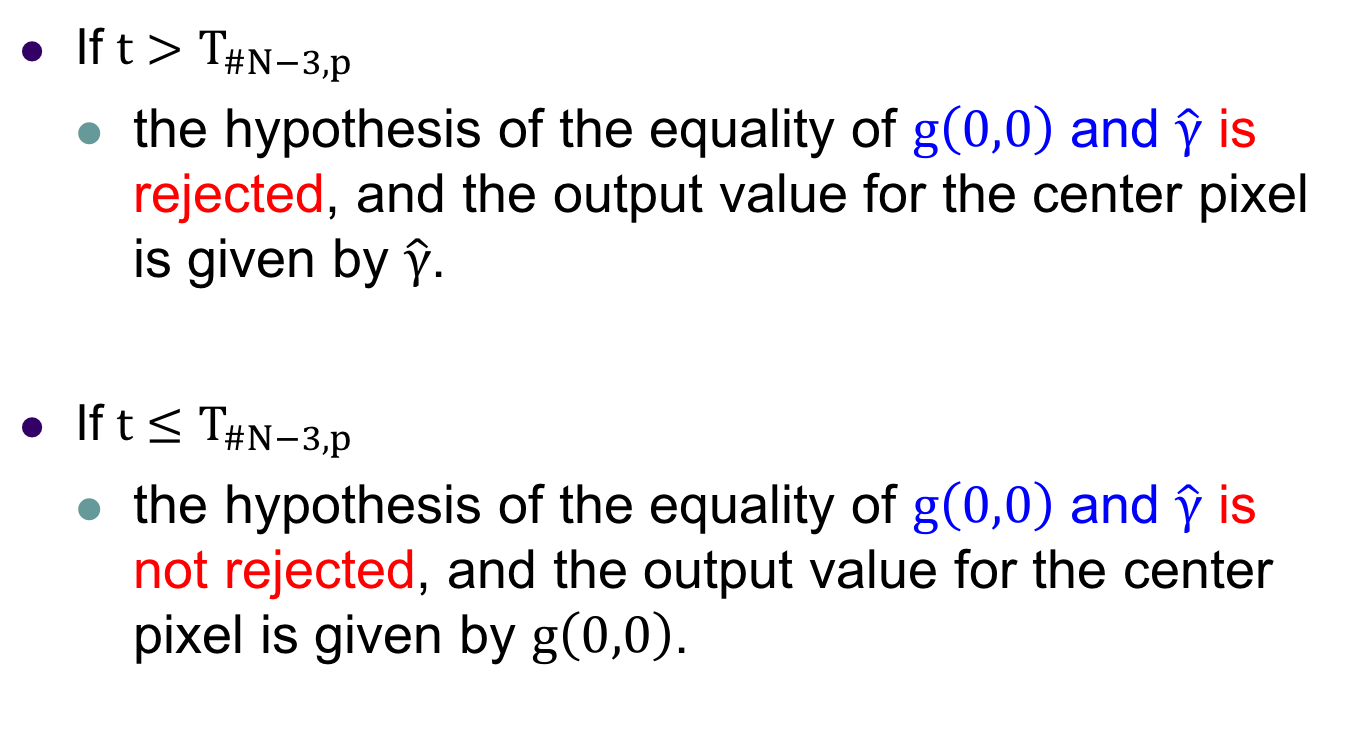 • If t > T#N−3,p
• the hypothesis of the equality of g(0,0) and γ̂ is
rejected, and the output value for the center pixel
is given by γ̂.
• If t ≤ T#N−3,p
• the hypothesis of the equality of g(0,0) and γ̂ is
not rejected, and the output value for the center
pixel is given by g(0,0).